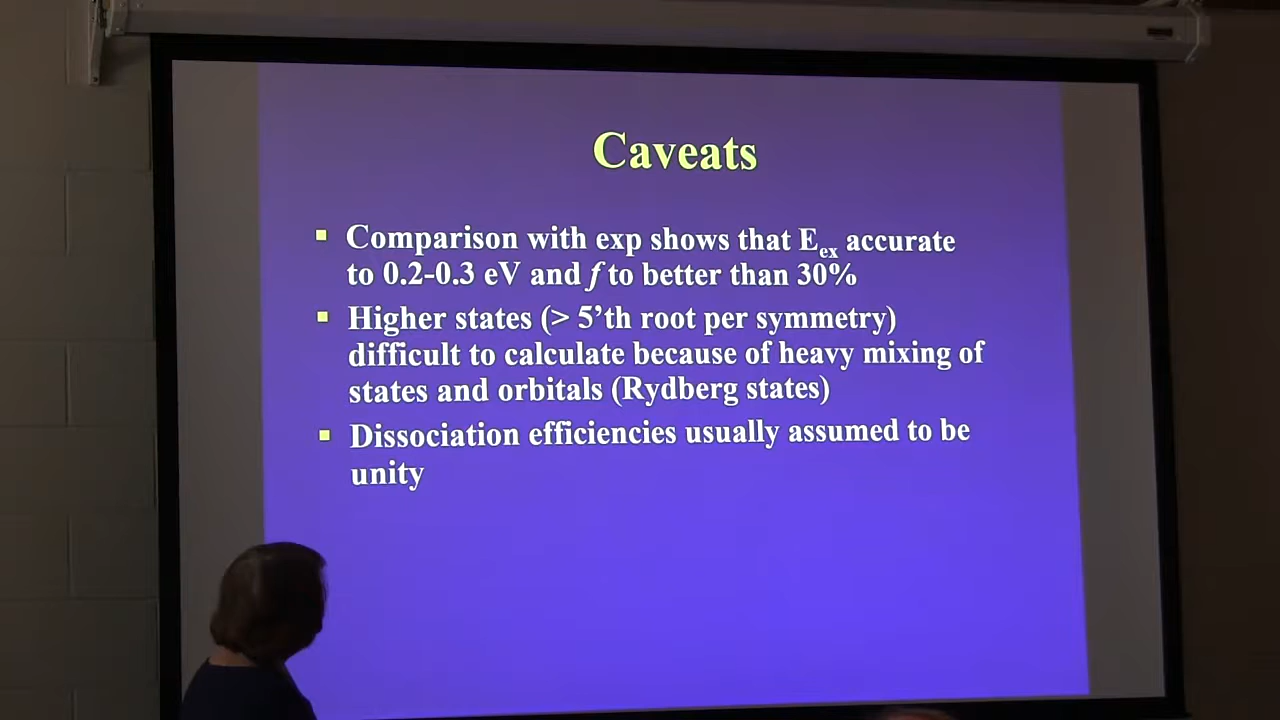 Caveats
▪ Comparison with exp shows that Eex accurate
to 0.2-0.3 eV and f to better than 30%
▪ Higher states (> 5’th root per symmetry)
difficult to calculate because of heavy mixing of
states and orbitals (Rydberg states)
▪ Dissociation efficiencies usually assumed to be
unity